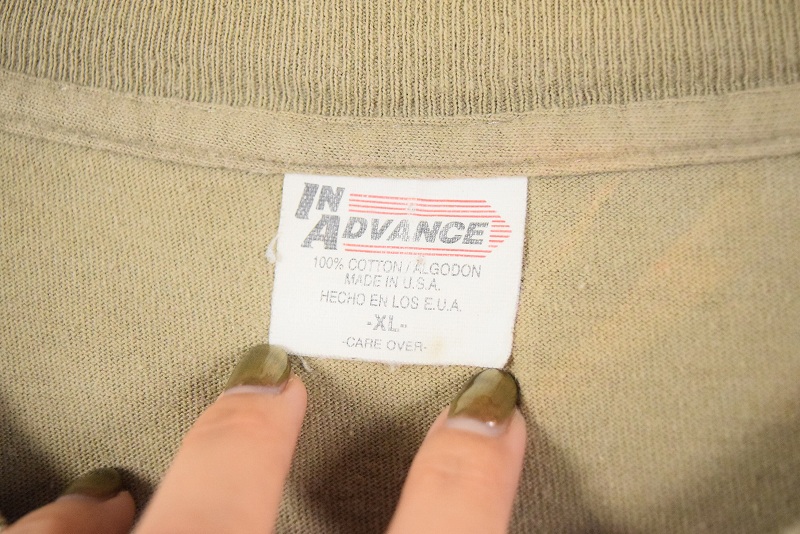 IN
ADVANCE
100% COTTON / ALGODON
MADE IN U.S.A.
HECHO EN LOS E.U.A.
-XL-
-CARE OVER-